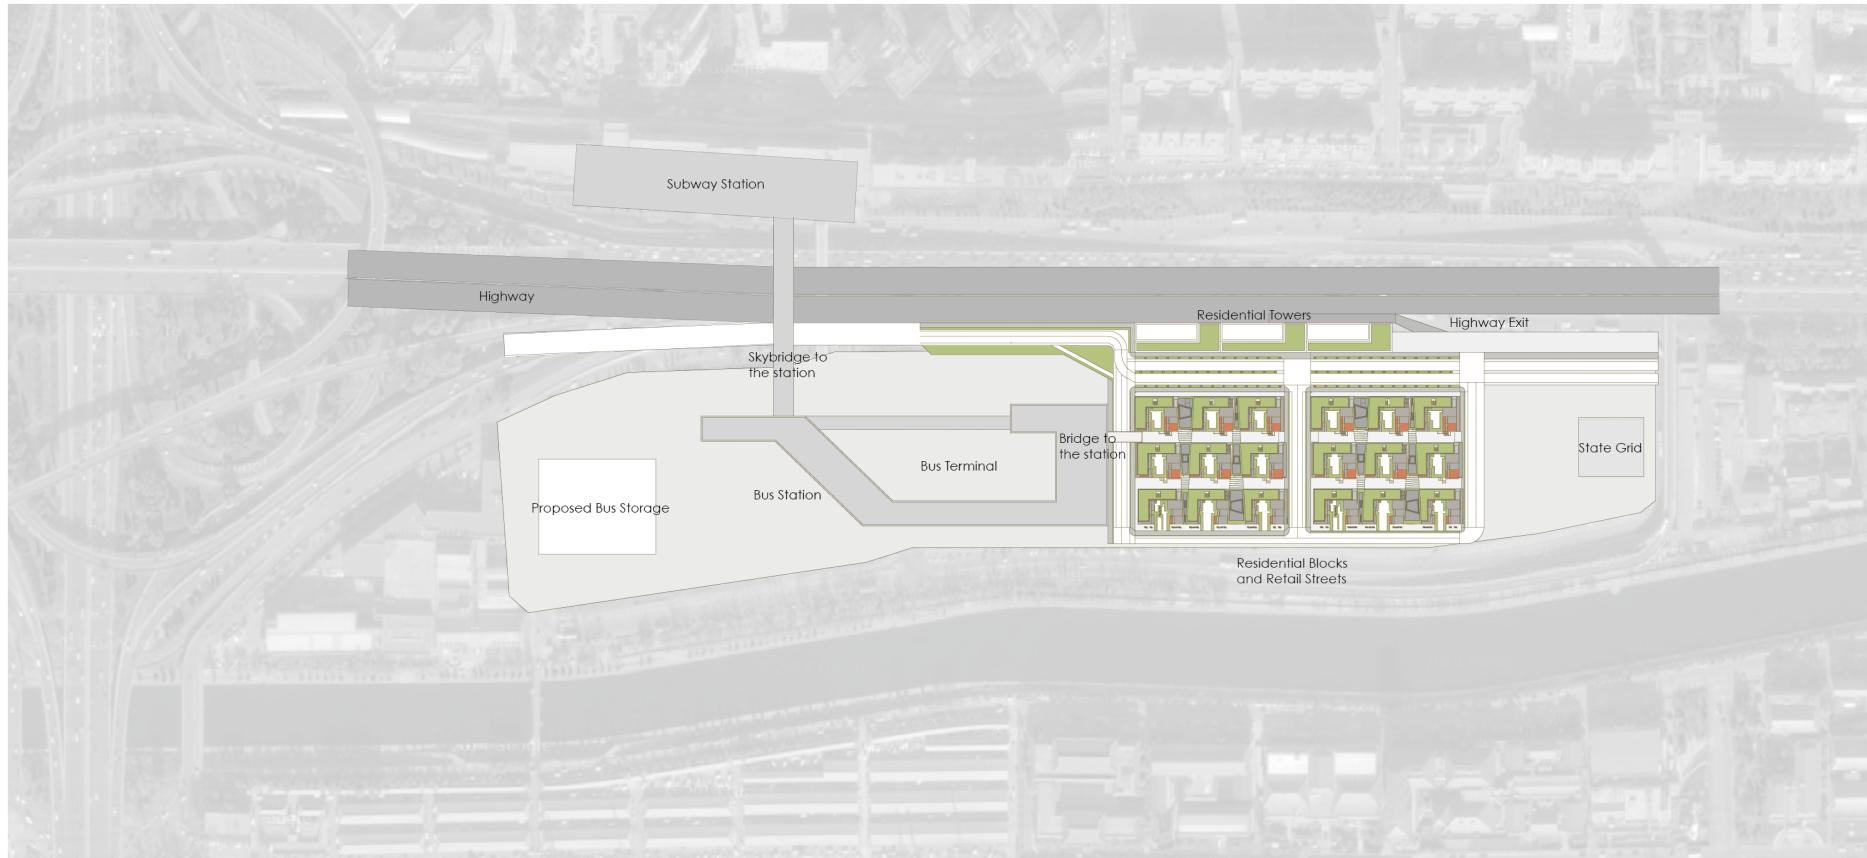 Subway Station
Highway
Residential Towers
Highway Exit
Skybridge to
the station
Bridge to
the station
State Grid
Bus Terminal
Bus Station
Proposed Bus Storage
Residential Blocks
and Retail Streets